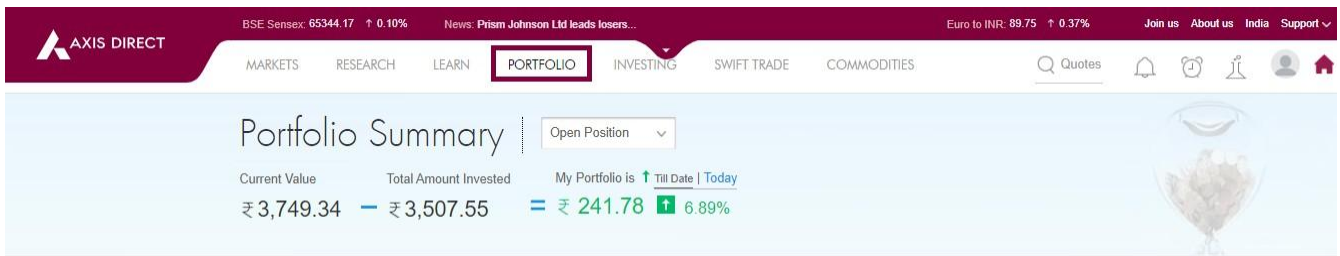 BSE Sensex: 65344.17 ↑ 0.10% News: Prism Johnson Ltd leads losers... Euro to INR: 89.75 ↑ 0.37% Join us About us India Support
AXIS DIRECT
MARKETS RESEARCH LEARN PORTFOLIO INVESTING SWIFT TRADE COMMODITIES Quotes
Portfolio Summary Open Position
Current Value Total Amount Invested My Portfolio is ↑ Till Date | Today
₹3,749.34 − ₹3,507.55 = ₹ 241.78 ↑ 6.89%